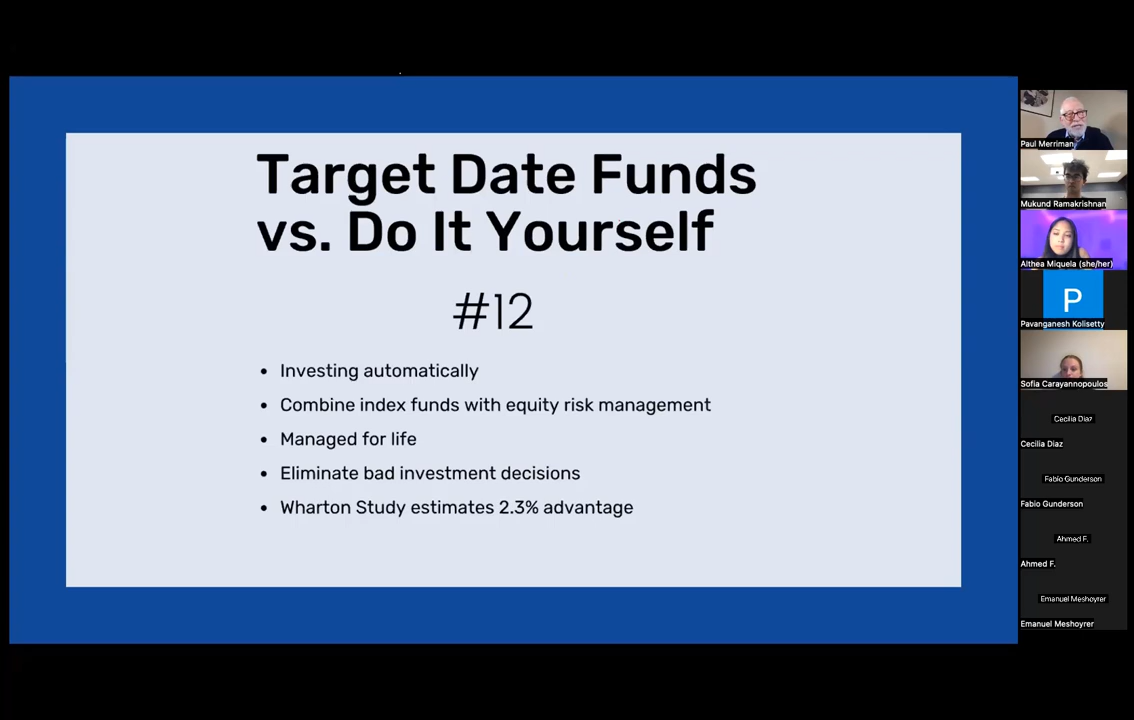 Target Date Funds
vs. Do It Yourself
#12
• Investing automatically
• Combine index funds with equity risk management
• Managed for life
• Eliminate bad investment decisions
• Wharton Study estimates 2.3% advantage
Paul Merriman
Mukund Ramakrishnan
Althea Miquela (she/her)
P
Pavanganesh Kolisetty
Sofia Carayannopoulos
Cecilia Diaz
Cecilia Diaz
Fabio Gunderson
Fabio Gunderson
Ahmed F.
Ahmed F.
Emanuel Meshoyrer
Emanuel Meshoyrer